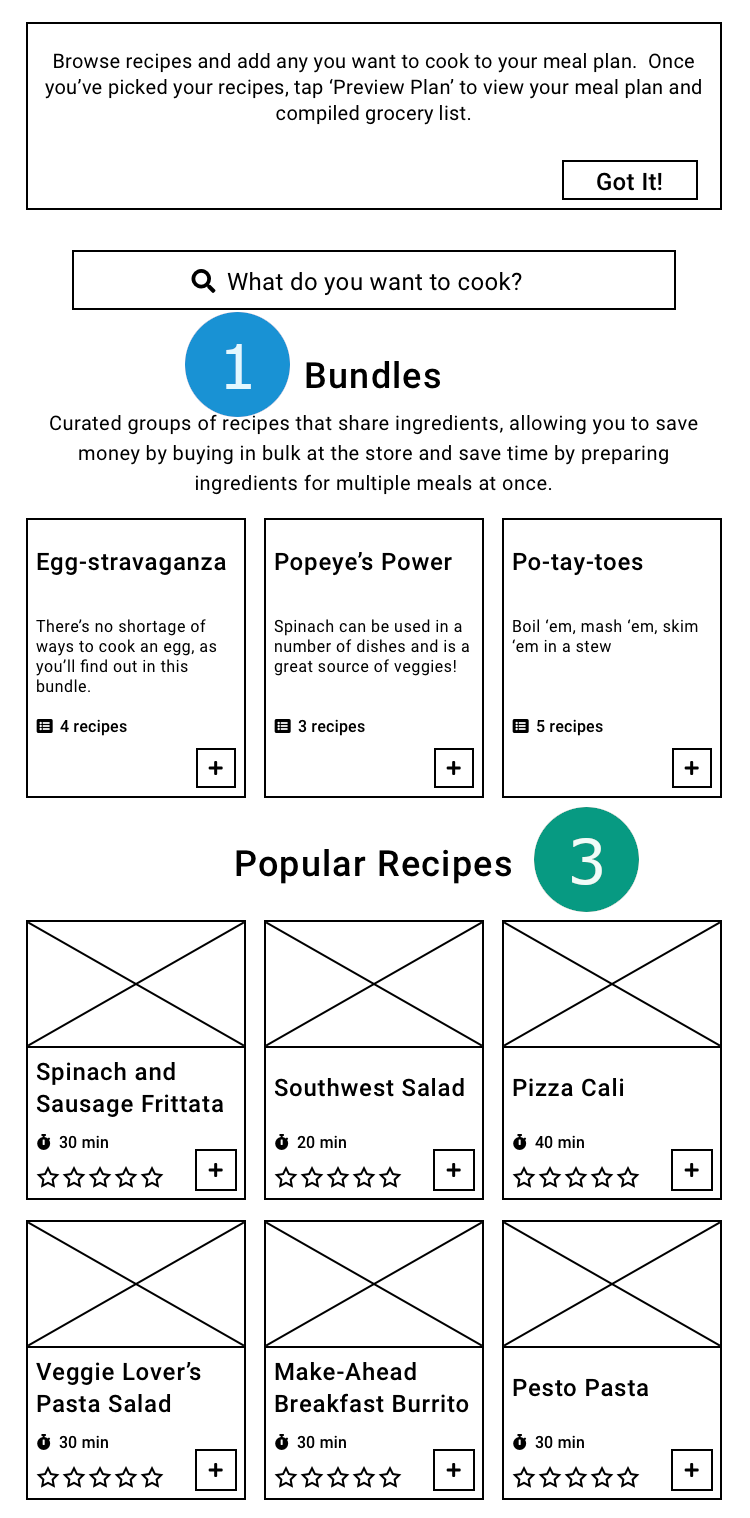 Browse recipes and add any you want to cook to your meal plan.  Once
you’ve picked your recipes, tap ‘Preview Plan’ to view your meal plan and
compiled grocery list.
Got It!
What do you want to cook?
1
Bundles
Curated groups of recipes that share ingredients, allowing you to save
money by buying in bulk at the store and save time by preparing
ingredients for multiple meals at once.
Egg-stravaganza
There’s no shortage of
ways to cook an egg, as
you’ll find out in this
bundle.
4 recipes
+
Popeye’s Power
Spinach can be used in a
number of dishes and is a
great source of veggies!
3 recipes
+
Po-tay-toes
Boil ‘em, mash ‘em, skim
‘em in a stew
5 recipes
+
Popular Recipes
3
Spinach and
Sausage Frittata
30 min
+
Southwest Salad
20 min
+
Pizza Cali
40 min
+
Veggie Lover’s
Pasta Salad
30 min
+
Make-Ahead
Breakfast Burrito
30 min
+
Pesto Pasta
30 min
+